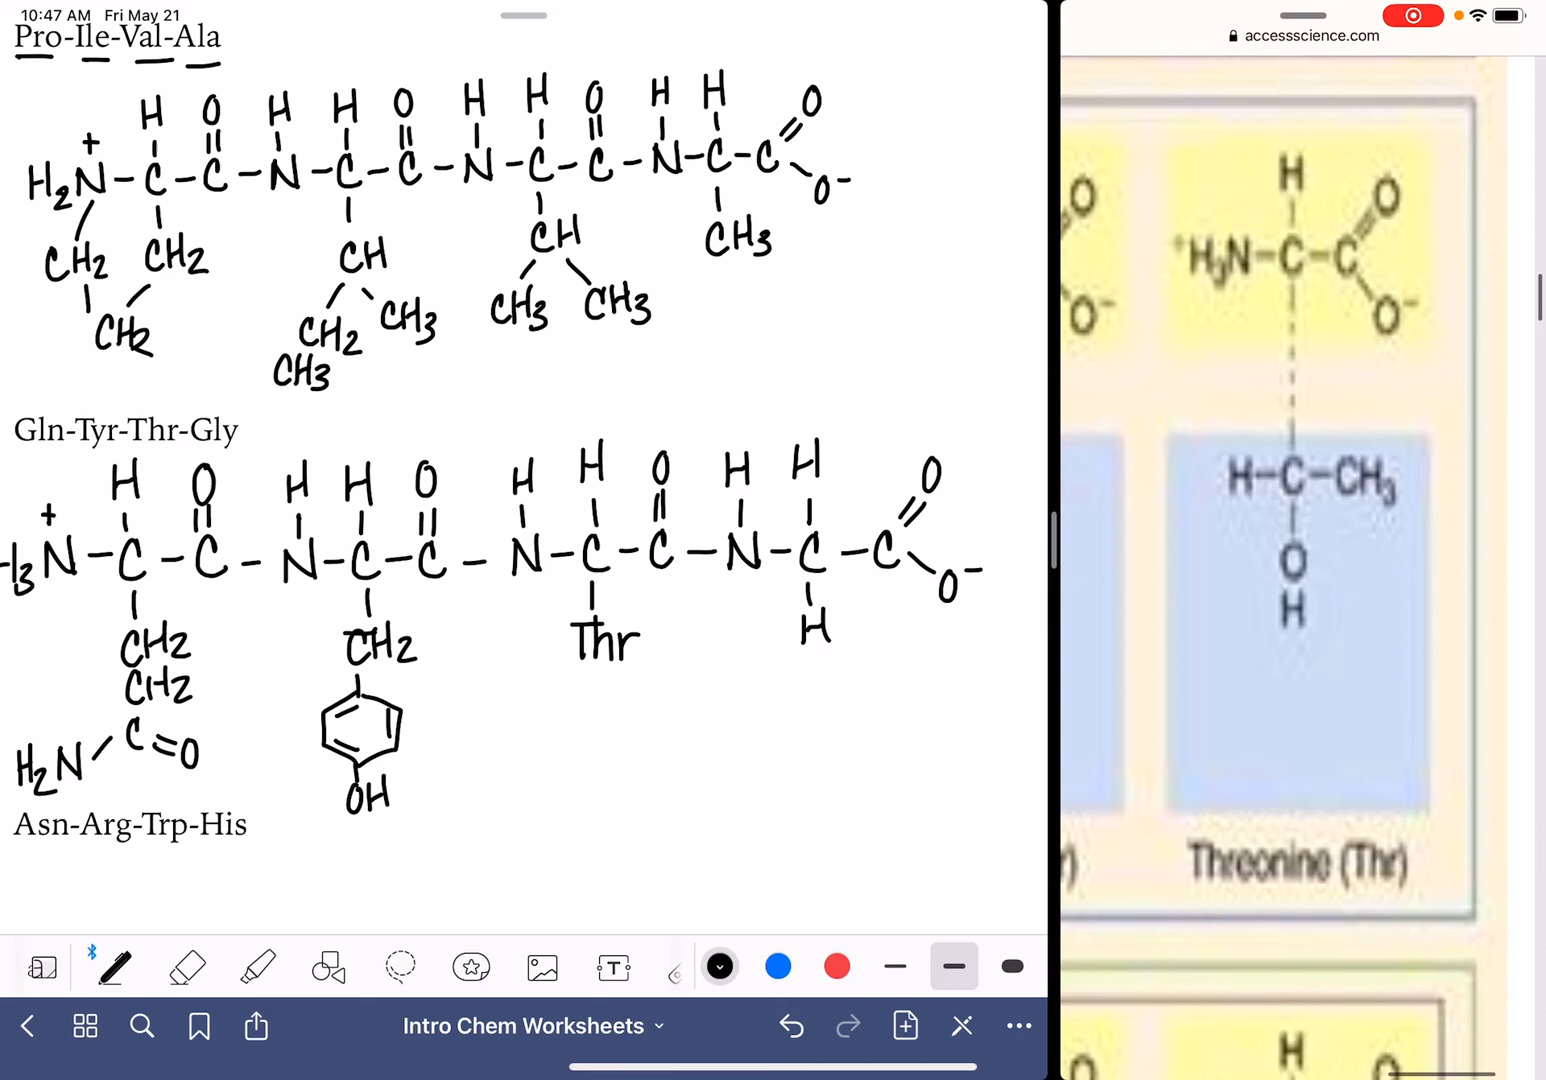 10:47 AM Fri May 21
Pro-Ile-Val-Ala
H O H H O H H O H H O
+
H2N-C-C-N-C-C-N-C-C-N-C-C
O-
CH2 CH2 CH CH CH3
CH2 CH2 CH3 CH3 CH3
CH3
Gln-Tyr-Thr-Gly
H O H H O H H O H H O
+
H3N-C-C-N-C-C-N-C-C-N-C-C
O-
CH2 CH2 Thr H
CH2
H2N C=O
OH
Asn-Arg-Trp-His
T
Intro Chem Worksheets
accessscience.com
O H O
+H3N-C-C
O- O-
H-C-CH3
O
H
r) Threonine (Thr)
H
O O